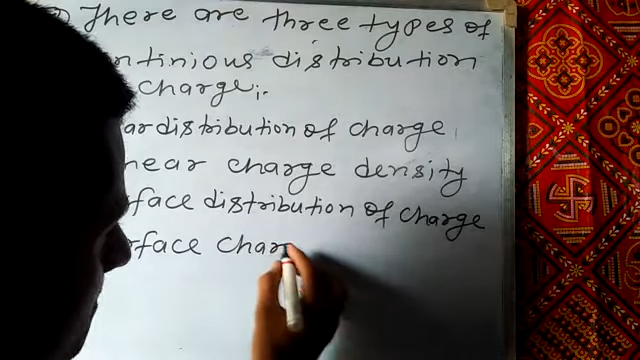 There are three types of
ntinious distribution
charge;-
ar distribution of charge
near charge density
face distribution of charge
rface Char